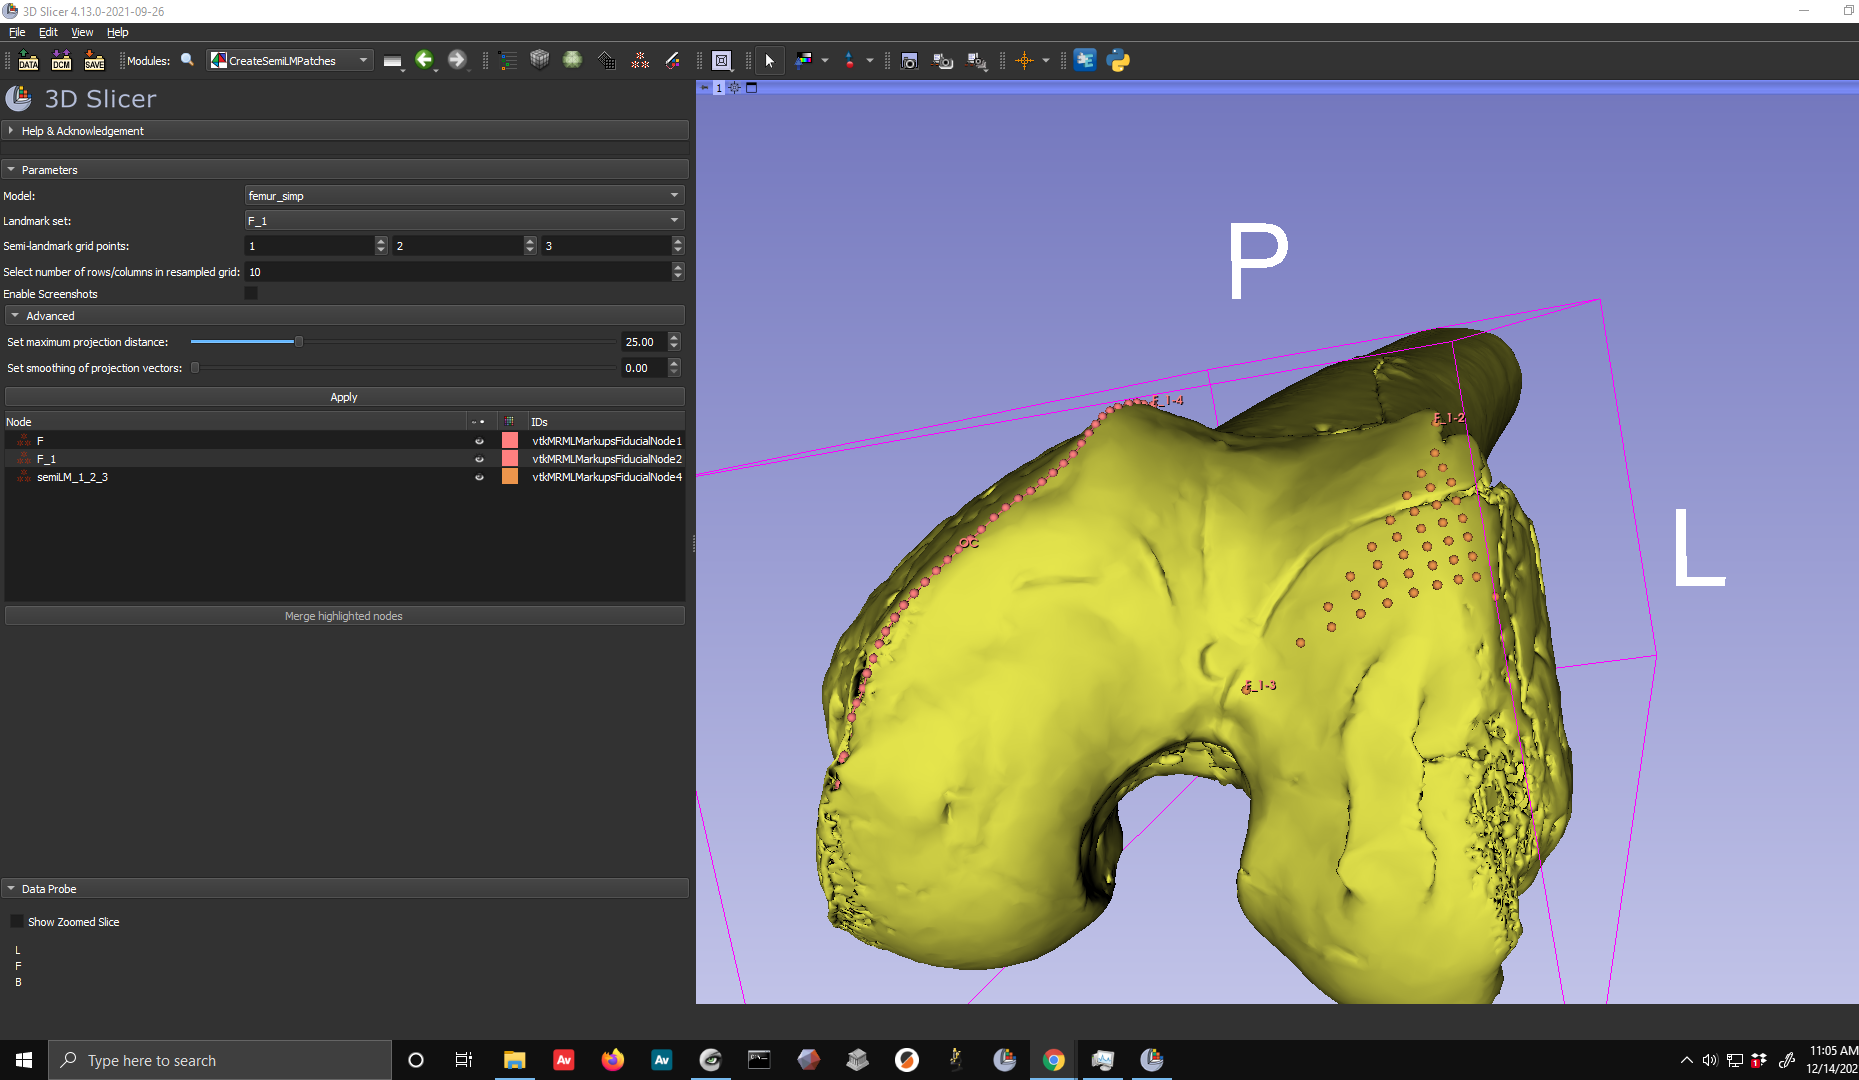 3D Slicer 4.13.0-2021-09-26
File Edit View Help
DATA DCM SAVE Modules: CreateSemiLMPatches
1
3D Slicer
Help & Acknowledgement
Parameters
Model: femur_simp
Landmark set: F_1
Semi-landmark grid points: 1 2 3
Select number of rows/columns in resampled grid: 10
Enable Screenshots
Advanced
Set maximum projection distance: 25.00
Set smoothing of projection vectors: 0.00
Apply
Node IDs
F vtkMRMLMarkupsFiducialNode1
F_1 vtkMRMLMarkupsFiducialNode2
semiLM_1_2_3 vtkMRMLMarkupsFiducialNode4
Merge highlighted nodes
Data Probe
Show Zoomed Slice
L
F
B
P
L
F_1-4
F_1-2
OC
F_1-3
Type here to search
Av
Av
11:05 AM
12/14/202